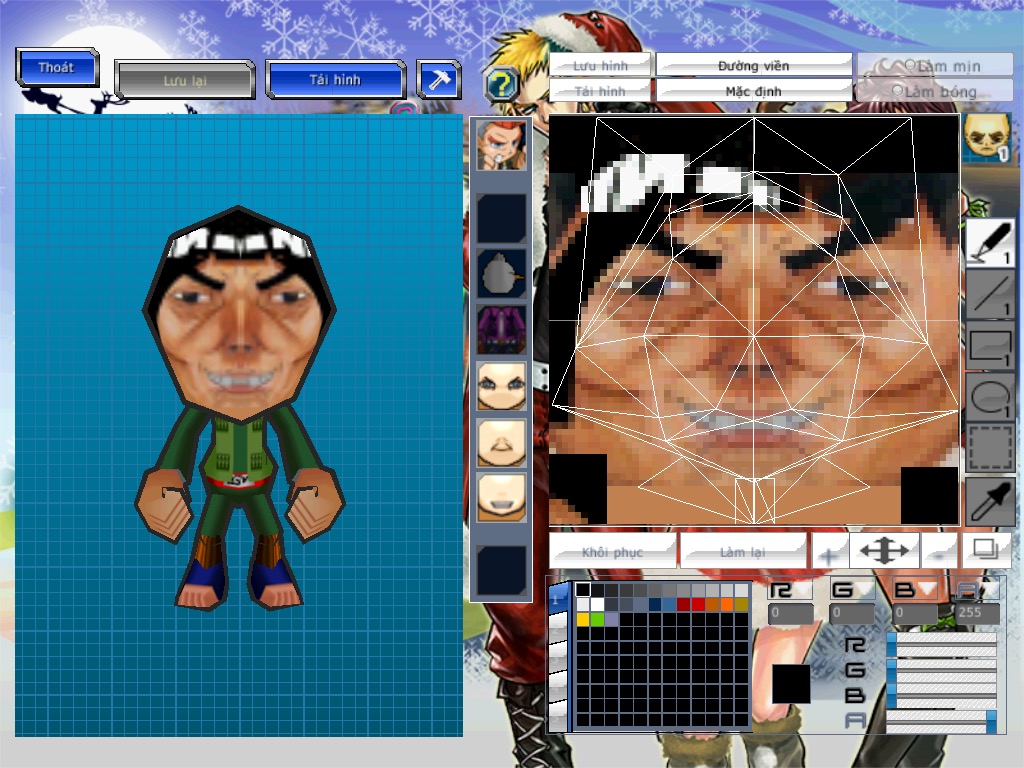 Thoát
Lưu lại
Tải hình
?
Lưu hình
Đường viền
Làm mịn
Tải hình
Mặc định
Làm bóng
1
1
1
1
1
Khôi phục
Làm lại
+
-
1
R G B A
0 0 0 255
R
G
B
A